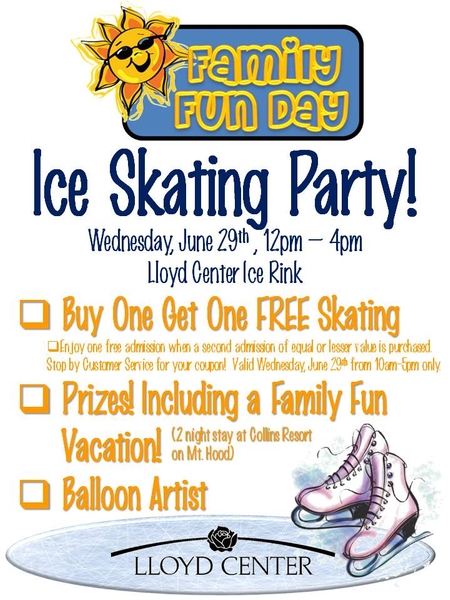 Family
Fun Day
Ice Skating Party!
Wednesday, June 29th , 12pm – 4pm
Lloyd Center Ice Rink
❑ Buy One Get One FREE Skating
❑Enjoy one free admission when a second admission of equal or lesser value is purchased.
Stop by Customer Service for your coupon! Valid Wednesday, June 29th from 10am-5pm only.
❑ Prizes! Including a Family Fun
Vacation! (2 night stay at Collins Resort
on Mt. Hood)
❑ Balloon Artist
LLOYD CENTER